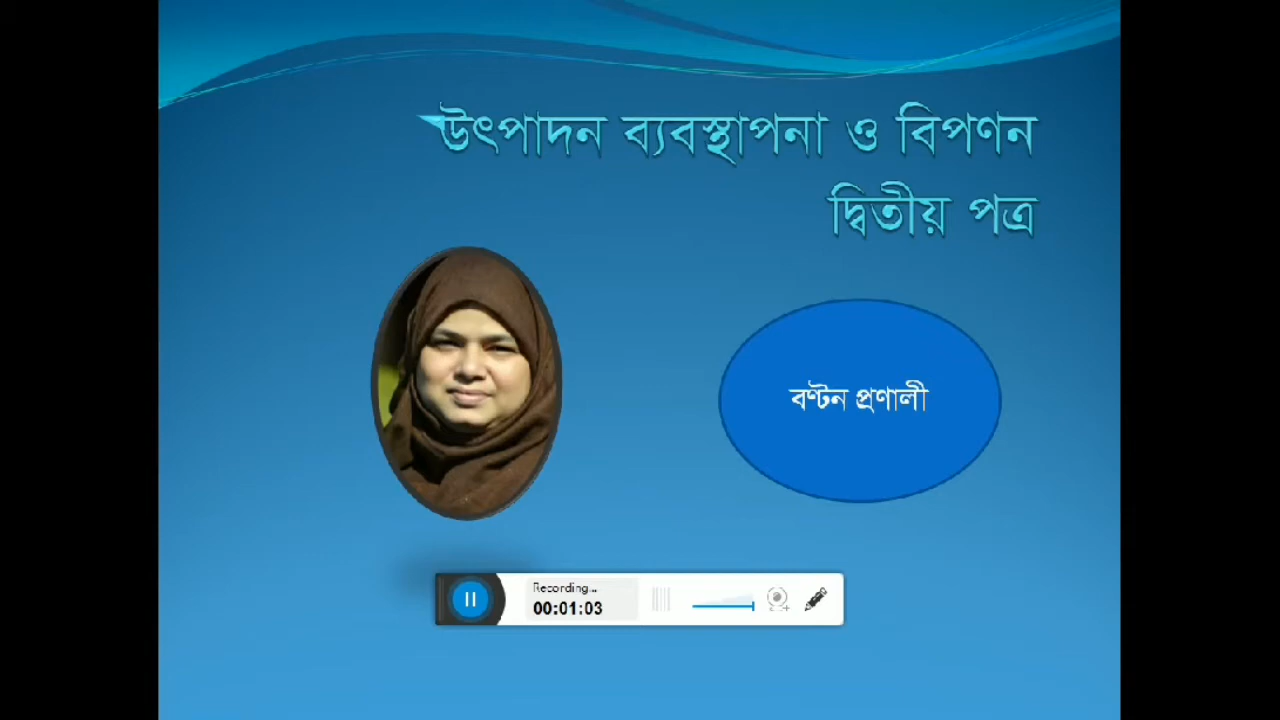 উৎপাদন ব্যবস্থাপনা ও বিপণন
দ্বিতীয় পত্র
বণ্টন প্রণালী
Recording...
00:01:03